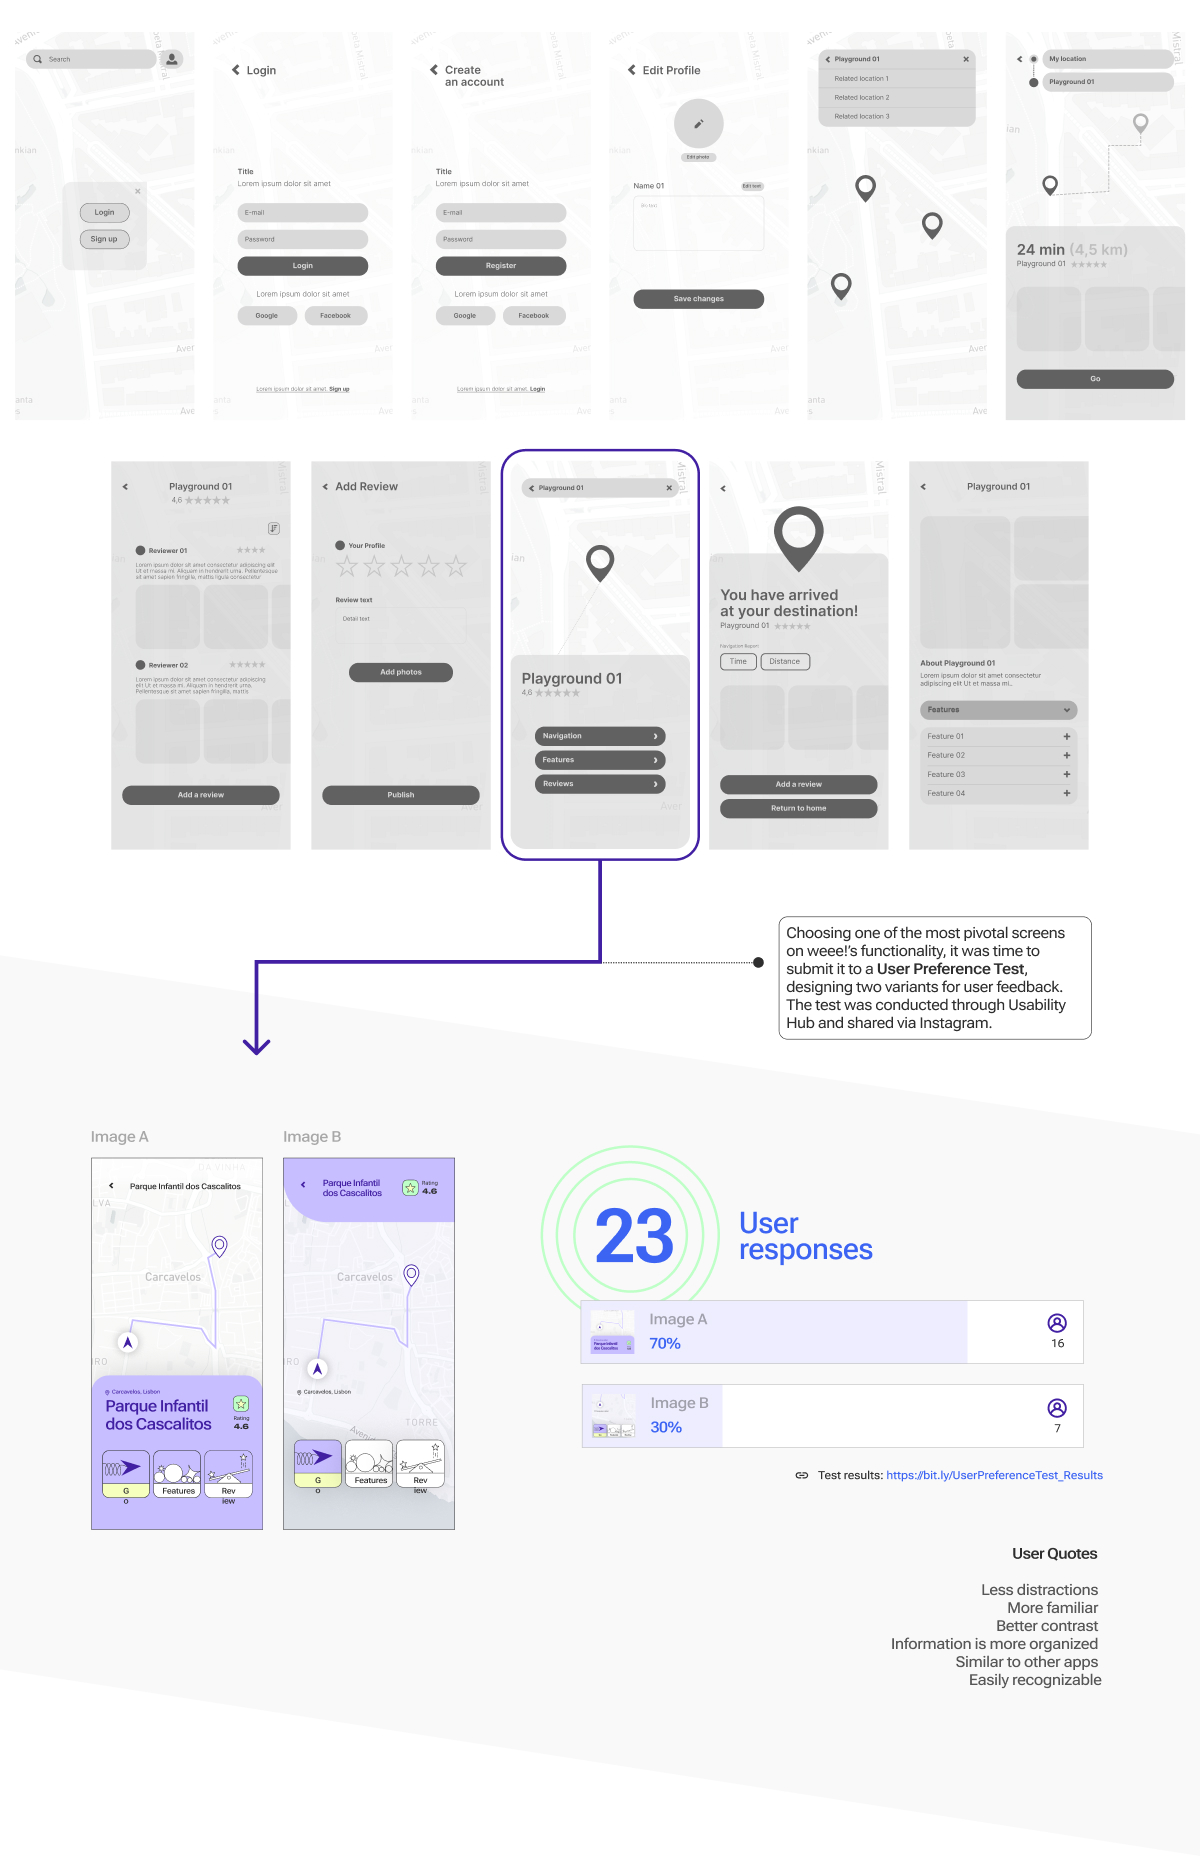 Search
Login
Sign up
Login
Title
Lorem ipsum dolor sit amet
E-mail
Password
Login
Lorem ipsum dolor sit amet
Google
Facebook
Lorem ipsum dolor sit amet. Sign up
Create
an account
Title
Lorem ipsum dolor sit amet
E-mail
Password
Register
Lorem ipsum dolor sit amet
Google
Facebook
Lorem ipsum dolor sit amet. Login
Edit Profile
Edit photo
Name 01
Edit text
Playground 01
Related location 1
Related location 2
Related location 3
My location
Playground 01
24 min (4,5 km)
Playground 01
Go
Playground 01
4,6
Reviewer 01
Lorem ipsum dolor sit amet consectetur adipiscing elit
Ut et massa mi. Aliquam in hendrerit urna. Pellentesque
sit amet sapien fringilla, mattis ligula consectetur
Reviewer 02
Lorem ipsum dolor sit amet consectetur adipiscing
elit Ut et massa mi. Aliquam in hendrerit urna.
Pellentesque sit amet sapien fringilla, mattis
Add a review
Add Review
Your Profile
Review text
Detail text
Add photos
Publish
Playground 01
Mistral
Playground 01
4,6
Navigation
Features
Reviews
You have arrived
at your destination!
Playground 01
Navigation Report
Time
Distance
Add a review
Return to home
Playground 01
About Playground 01
Lorem ipsum dolor sit amet consectetur
adipiscing elit Ut et massa mi..
Features
Feature 01
Feature 02
Feature 03
Feature 04
Choosing one of the most pivotal screens
on weee!'s functionality, it was time to
submit it to a User Preference Test,
designing two variants for user feedback.
The test was conducted through Usability
Hub and shared via Instagram.
Image A
Parque Infantil dos Cascalitos
DA VINHA
LVA
Carcavelos
IRO
Carcavelos, Lisbon
Parque Infantil
dos Cascalitos
Rating
4.6
G
o
Features
Rev
iew
Image B
Parque Infantil
dos Cascalitos
Rating
4.6
Carcavelos
IRO
Carcavelos, Lisbon
TORRE
G
o
Features
Rev
iew
23
User
responses
Image A
70%
16
Image B
30%
7
Test results: https://bit.ly/UserPreferenceTest_Results
User Quotes
Less distractions
More familiar
Better contrast
Information is more organized
Similar to other apps
Easily recognizable